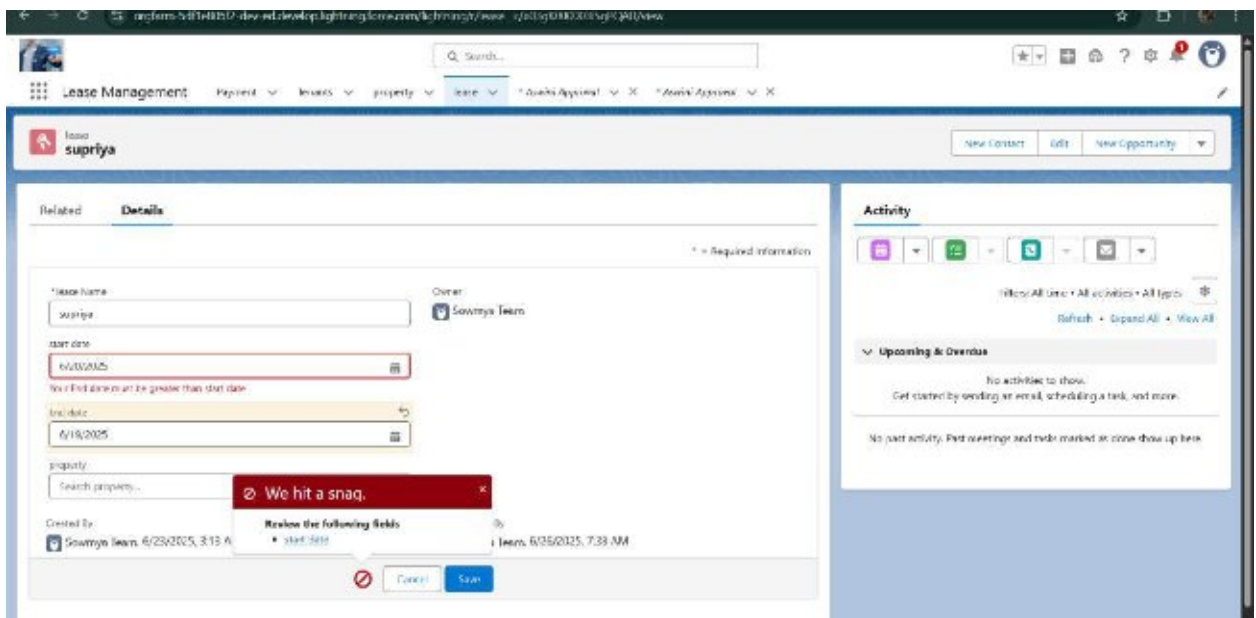 Search...
Lease Management Payment tenants property lease
lease
supriya
New Contact Edit New Opportunity
Related Details
* = Required Information
*lease Name
supriya
Owner
Sowmya Team
start date
6/20/2025
Your End date must be greater than start date
End date
6/19/2025
property
Search property...
We hit a snag.
Review the following fields
• start date
Created By
Sowmya Team, 6/23/2025, 3:13 A
By
Team, 6/26/2025, 7:38 AM
Cancel Save
Activity
Filters: All time • All activities • All types
Refresh • Expand All • View All
Upcoming & Overdue
No activities to show.
Get started by sending an email, scheduling a task, and more.
No past activity. Past meetings and tasks marked as done show up here.